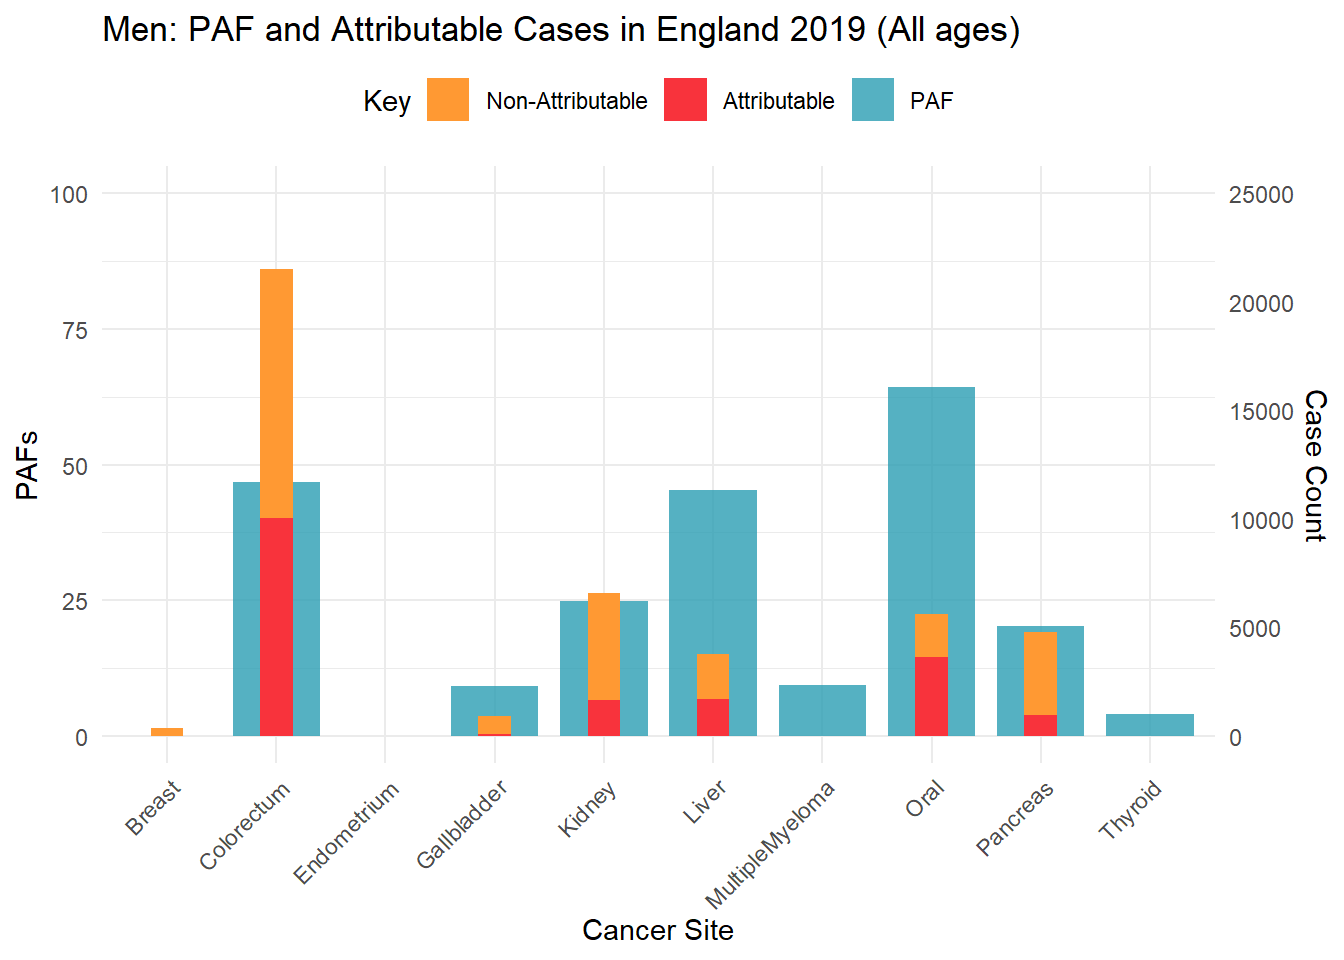 Men: PAF and Attributable Cases in England 2019 (All ages)
Key Non-Attributable Attributable PAF
100
75
50
25
0
PAFs
25000
20000
15000
10000
5000
0
Case Count
Breast
Colorectum
Endometrium
Gallbladder
Kidney
Liver
MultipleMyeloma
Oral
Pancreas
Thyroid
Cancer Site